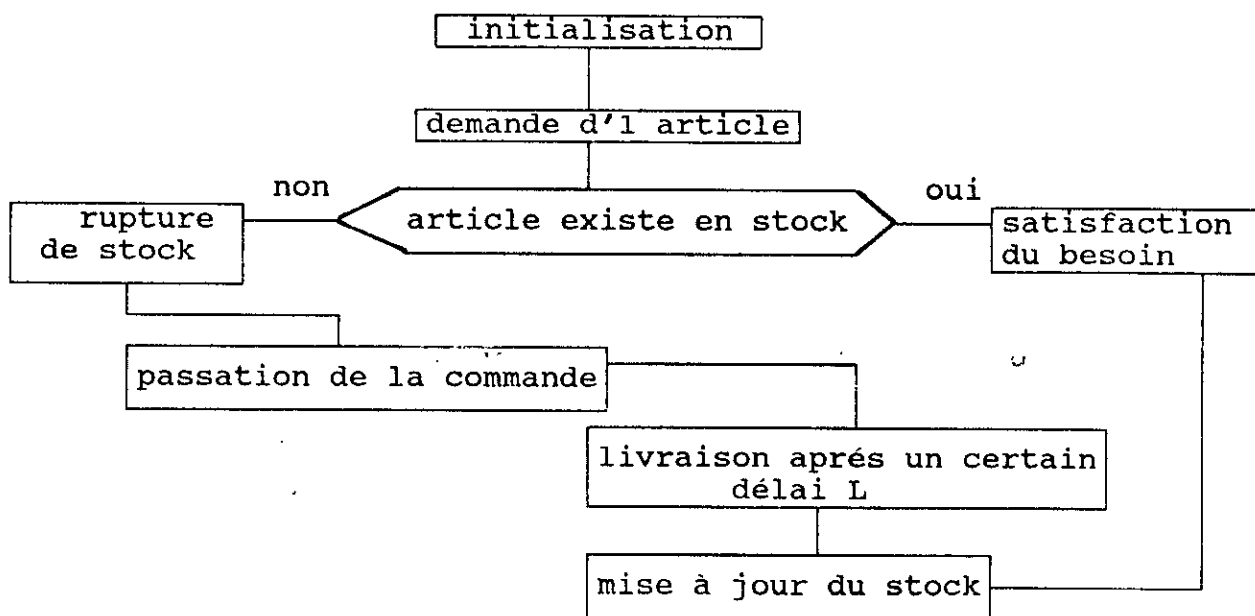 initialisation
demande d'1 article
non
oui
rupture
de stock
article existe en stock
satisfaction
du besoin
passation de la commande
livraison aprés un certain
délai L
mise à jour du stock